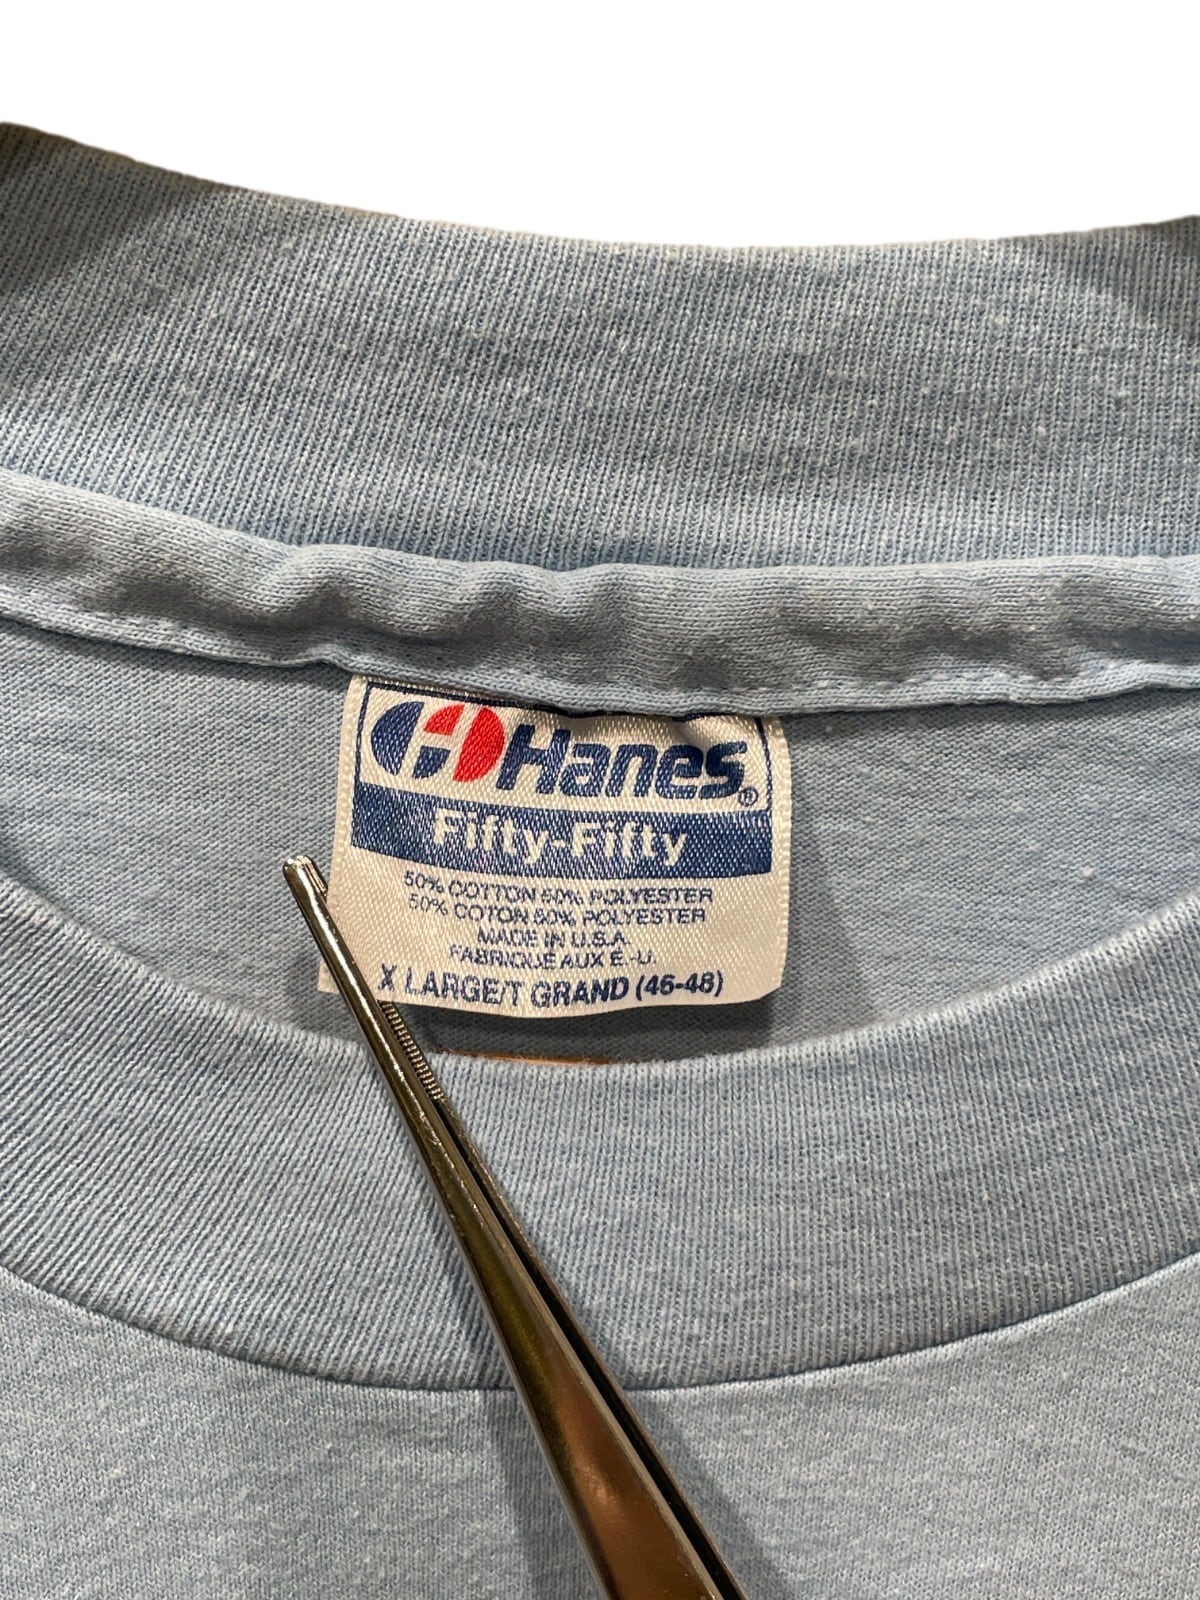 Hanes®
Fifty-Fifty
50% COTTON 50% POLYESTER
50% COTON 50% POLYESTER
MADE IN U.S.A.
FABRIQUÉ AUX É.-U.
X LARGE/T GRAND (46-48)